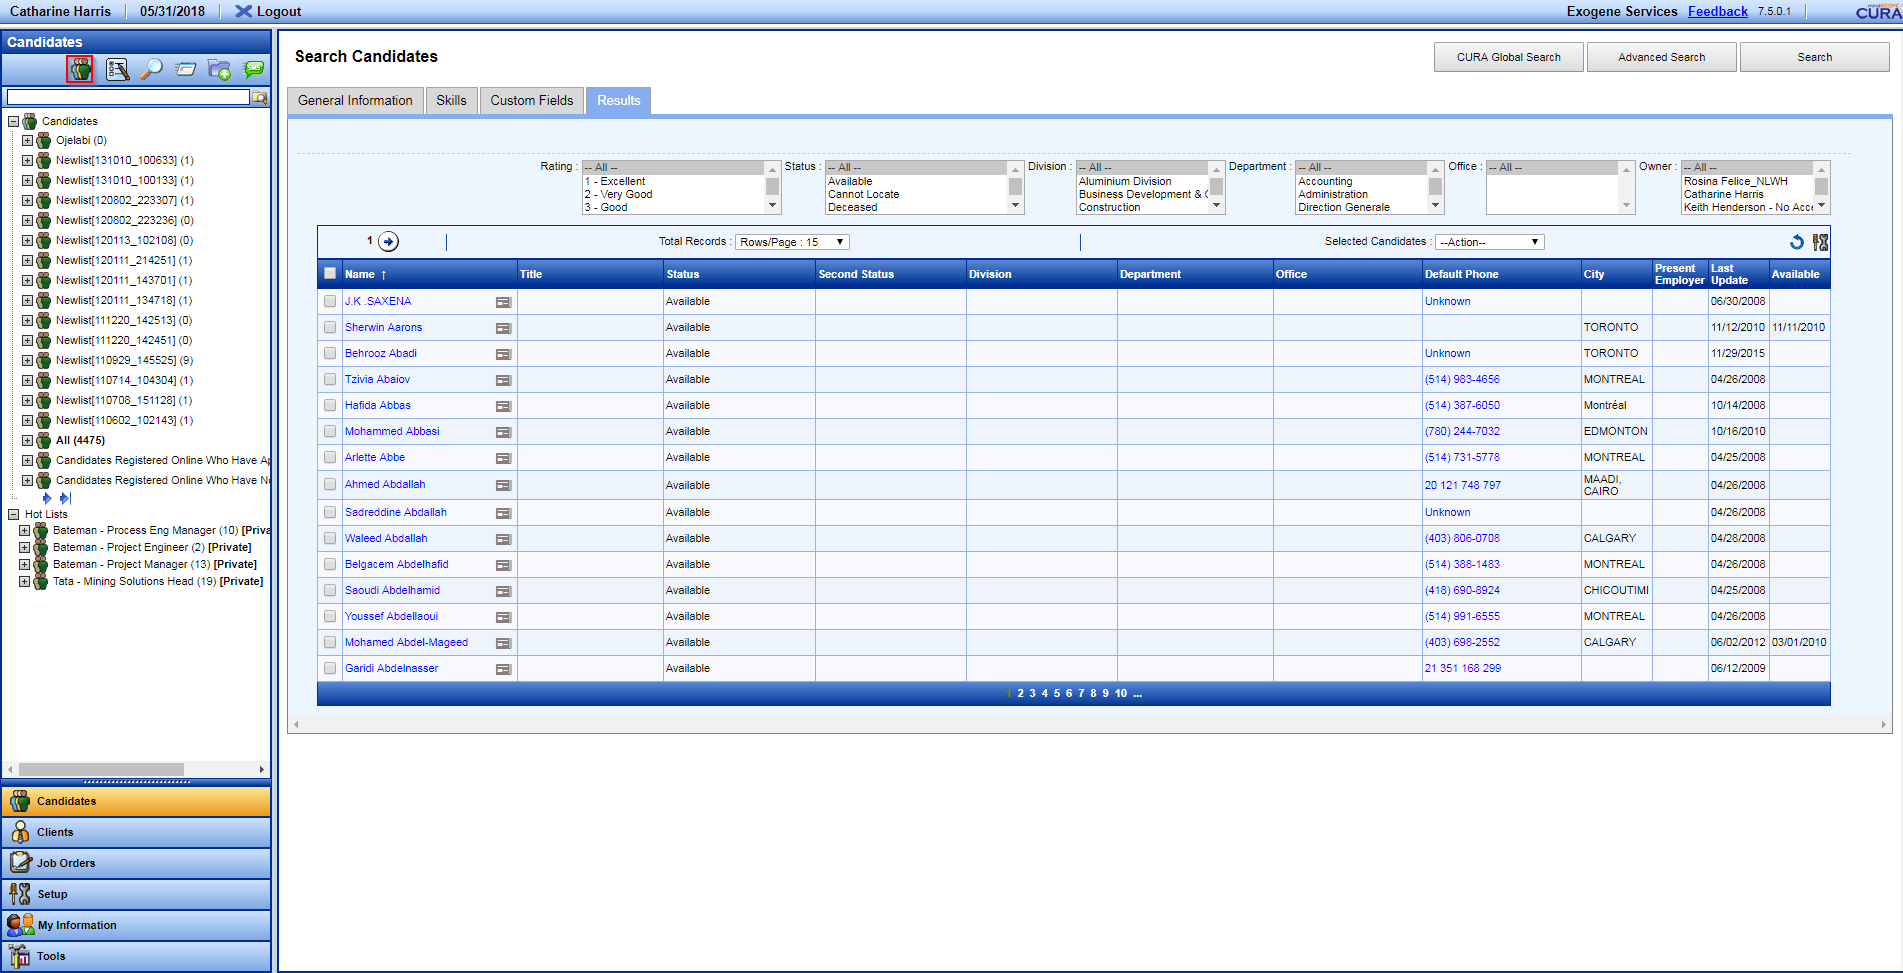 Catharine Harris 05/31/2018 Logout Exogene Services Feedback 7.5.0.1 CURA
Candidates
SMS
Candidates
Ojelabi (0)
Newlist[131010_100633] (1)
Newlist[131010_100133] (1)
Newlist[120802_223307] (1)
Newlist[120802_223236] (0)
Newlist[120113_102108] (0)
Newlist[120111_214251] (1)
Newlist[120111_143701] (1)
Newlist[120111_134718] (1)
Newlist[111220_142513] (0)
Newlist[111220_142451] (0)
Newlist[110929_145525] (9)
Newlist[110714_104304] (1)
Newlist[110708_151128] (1)
Newlist[110602_102143] (1)
All (4475)
Candidates Registered Online Who Have Ap
Candidates Registered Online Who Have No
Hot Lists
Bateman - Process Eng Manager (10) [Priva
Bateman - Project Engineer (2) [Private]
Bateman - Project Manager (13) [Private]
Tata - Mining Solutions Head (19) [Private]
Candidates
Clients
Job Orders
Setup
My Information
Tools
Search Candidates
CURA Global Search Advanced Search Search
General Information Skills Custom Fields Results
Rating : -- All -- Status : -- All -- Division : -- All -- Department : -- All -- Office : -- All -- Owner : -- All --
1 - Excellent Available Aluminium Division Accounting Rosina Felice_NLWH
2 - Very Good Cannot Locate Business Development & C Administration Catharine Harris
3 - Good Deceased Construction Direction Generale Keith Henderson - No Acce
1 Total Records : Rows/Page : 15 Selected Candidates : --Action--
Name ↑ Title Status Second Status Division Department Office Default Phone City Present Employer Last Update Available
J.K .SAXENA Available Unknown 06/30/2008
Sherwin Aarons Available TORONTO 11/12/2010 11/11/2010
Behrooz Abadi Available Unknown TORONTO 11/29/2015
Tzivia Abaiov Available (514) 983-4656 MONTREAL 04/26/2008
Hafida Abbas Available (514) 387-6050 Montréal 10/14/2008
Mohammed Abbasi Available (780) 244-7032 EDMONTON 10/16/2010
Arlette Abbe Available (514) 731-5778 MONTREAL 04/25/2008
Ahmed Abdallah Available 20 121 748 797 MAADI, CAIRO 04/26/2008
Sadreddine Abdallah Available Unknown 04/26/2008
Waleed Abdallah Available (403) 806-0708 CALGARY 04/28/2008
Belgacem Abdelhafid Available (514) 388-1483 MONTREAL 04/26/2008
Saoudi Abdelhamid Available (418) 690-8924 CHICOUTIMI 04/25/2008
Youssef Abdellaoui Available (514) 991-6555 MONTREAL 04/26/2008
Mohamed Abdel-Mageed Available (403) 698-2552 CALGARY 06/02/2012 03/01/2010
Garidi Abdelnasser Available 21 351 168 299 06/12/2009
1 2 3 4 5 6 7 8 9 10 ...